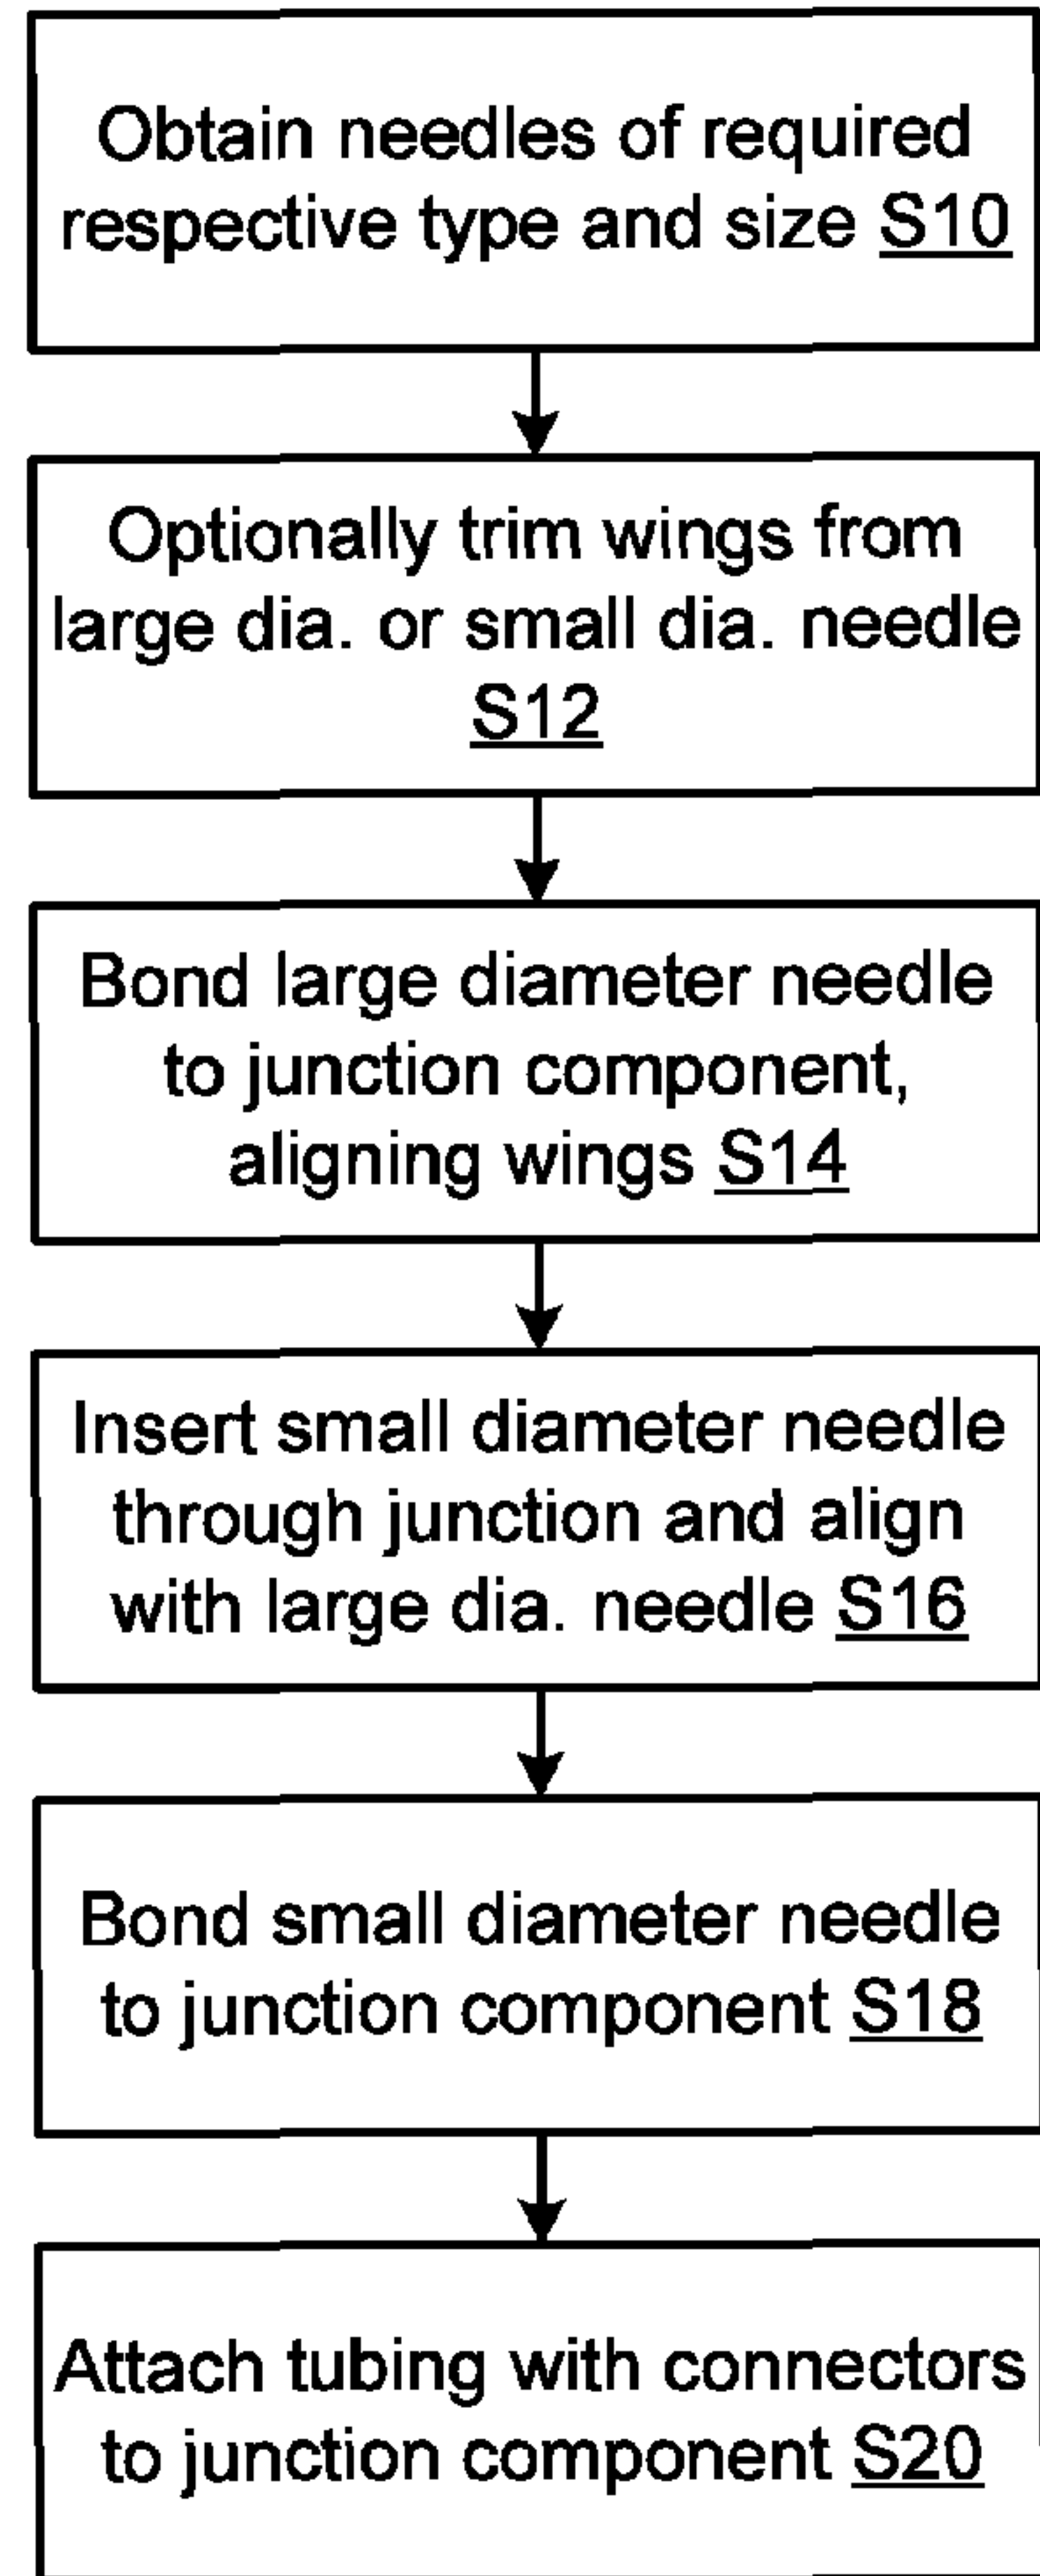 Obtain needles of required
respective type and size S10
Optionally trim wings from
large dia. or small dia. needle
S12
Bond large diameter needle
to junction component,
aligning wings S14
Insert small diameter needle
through junction and align
with large dia. needle S16
Bond small diameter needle
to junction component S18
Attach tubing with connectors
to junction component S20